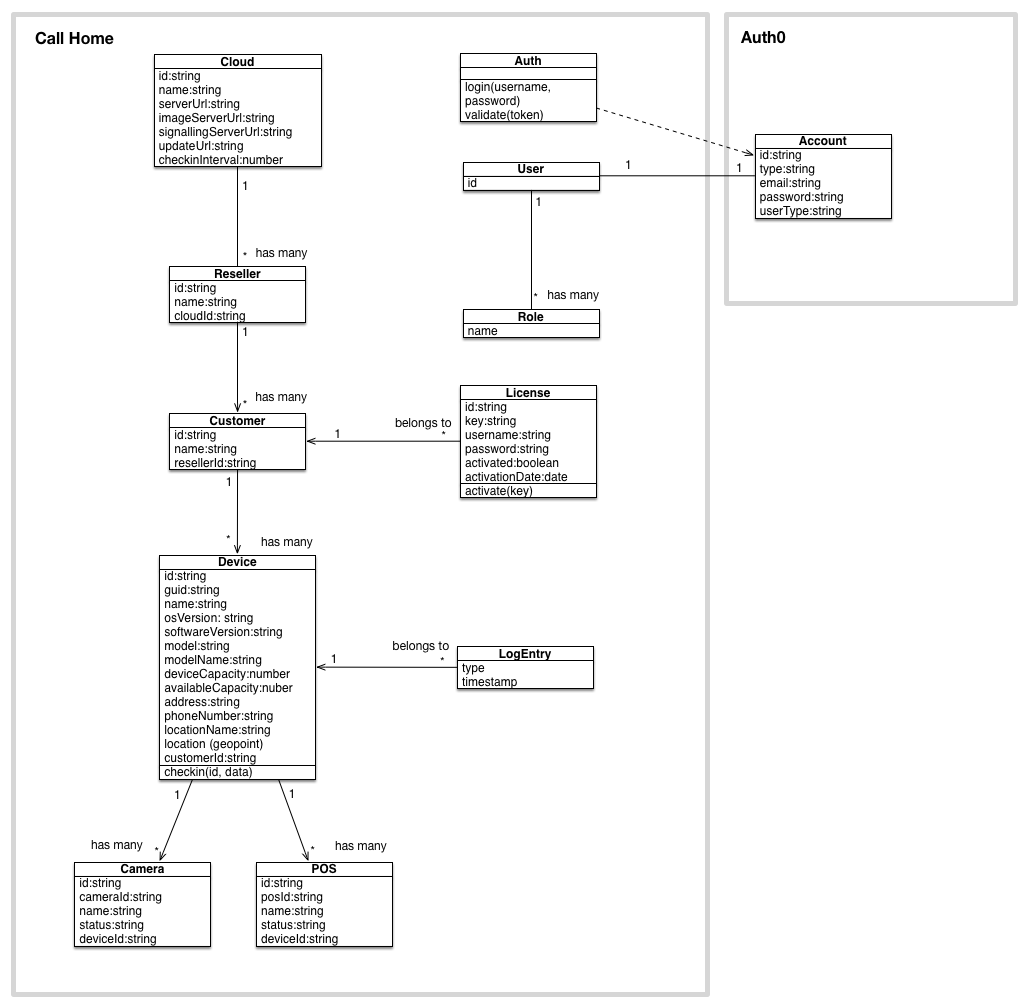 Call Home
Cloud
id:string
name:string
serverUrl:string
imageServerUrl:string
signallingServerUrl:string
updateUrl:string
checkinInterval:number
1
* has many
Reseller
id:string
name:string
cloudId:string
1
* has many
Customer
id:string
name:string
resellerId:string
1
* has many
Device
id:string
guid:string
name:string
osVersion: string
softwareVersion:string
model:string
modelName:string
deviceCapacity:number
availableCapacity:nuber
address:string
phoneNumber:string
locationName:string
location (geopoint)
customerId:string
checkin(id, data)
1
has many *
Camera
id:string
cameraId:string
name:string
status:string
deviceId:string
1
* has many
POS
id:string
posId:string
name:string
status:string
deviceId:string
Auth
login(username,
password)
validate(token)
User
id
1
1
1
* has many
Role
name
License
id:string
key:string
username:string
password:string
activated:boolean
activationDate:date
activate(key)
belongs to
1 *
LogEntry
type
timestamp
belongs to
1 *
Auth0
Account
id:string
type:string
email:string
password:string
userType:string